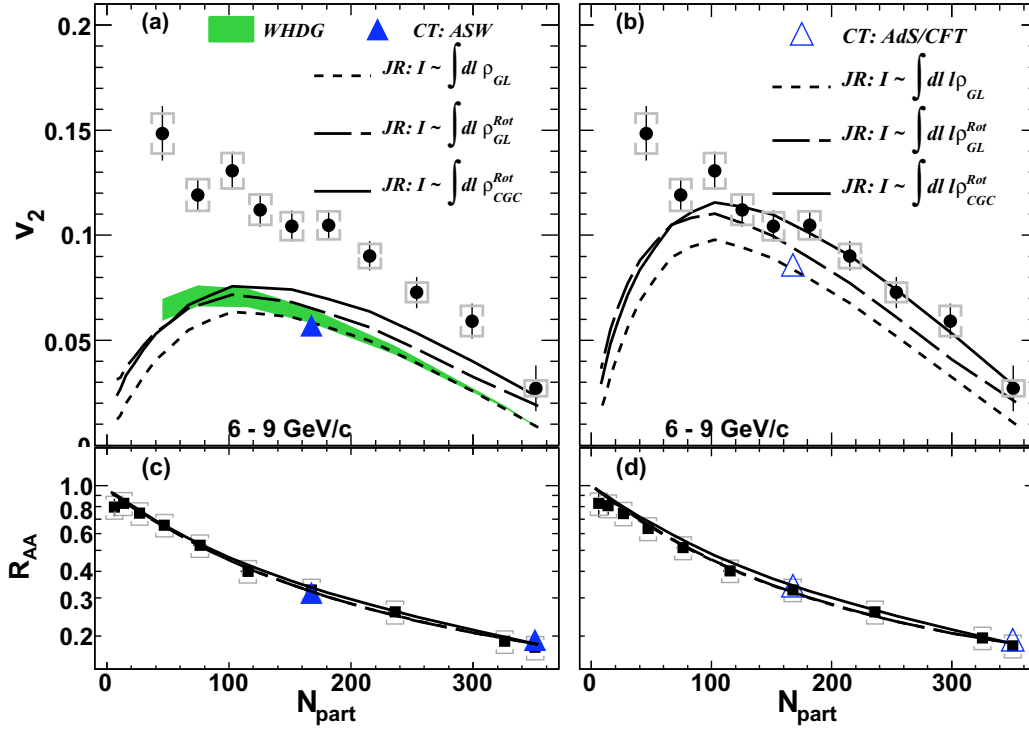 0.2
0.15
0.1
0.05
0
v2
(a)
WHDG
CT: ASW
JR: I ~ ∫ dl ρ_GL
JR: I ~ ∫ dl ρ_GL^Rot
JR: I ~ ∫ dl ρ_CGC^Rot
6 - 9 GeV/c
(b)
CT: AdS/CFT
JR: I ~ ∫ dl lρ_GL
JR: I ~ ∫ dl lρ_GL^Rot
JR: I ~ ∫ dl lρ_CGC^Rot
6 - 9 GeV/c
1.0
0.8
0.6
0.4
0.3
0.2
R_AA
(c)
(d)
0 100 200 300
0 100 200 300
N_part
N_part